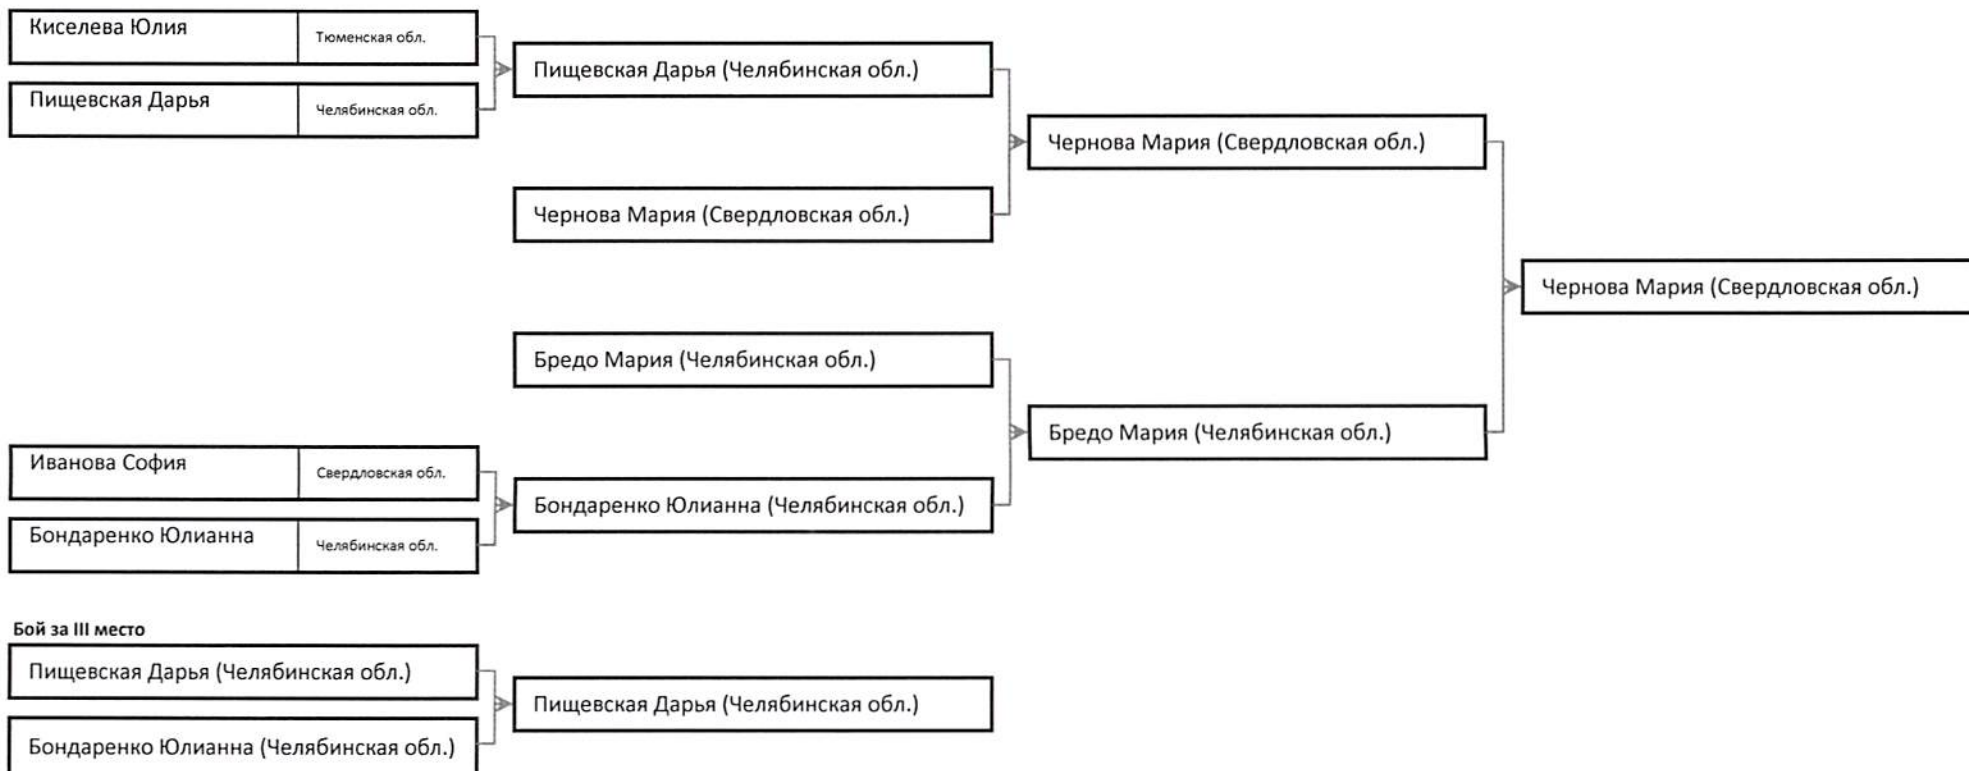 Киселева Юлия
Тюменская обл.
Пищевская Дарья
Челябинская обл.
Пищевская Дарья (Челябинская обл.)
Чернова Мария (Свердловская обл.)
Чернова Мария (Свердловская обл.)
Чернова Мария (Свердловская обл.)
Бредо Мария (Челябинская обл.)
Бредо Мария (Челябинская обл.)
Иванова София
Свердловская обл.
Бондаренко Юлианна
Челябинская обл.
Бондаренко Юлианна (Челябинская обл.)
Бой за III место
Пищевская Дарья (Челябинская обл.)
Бондаренко Юлианна (Челябинская обл.)
Пищевская Дарья (Челябинская обл.)